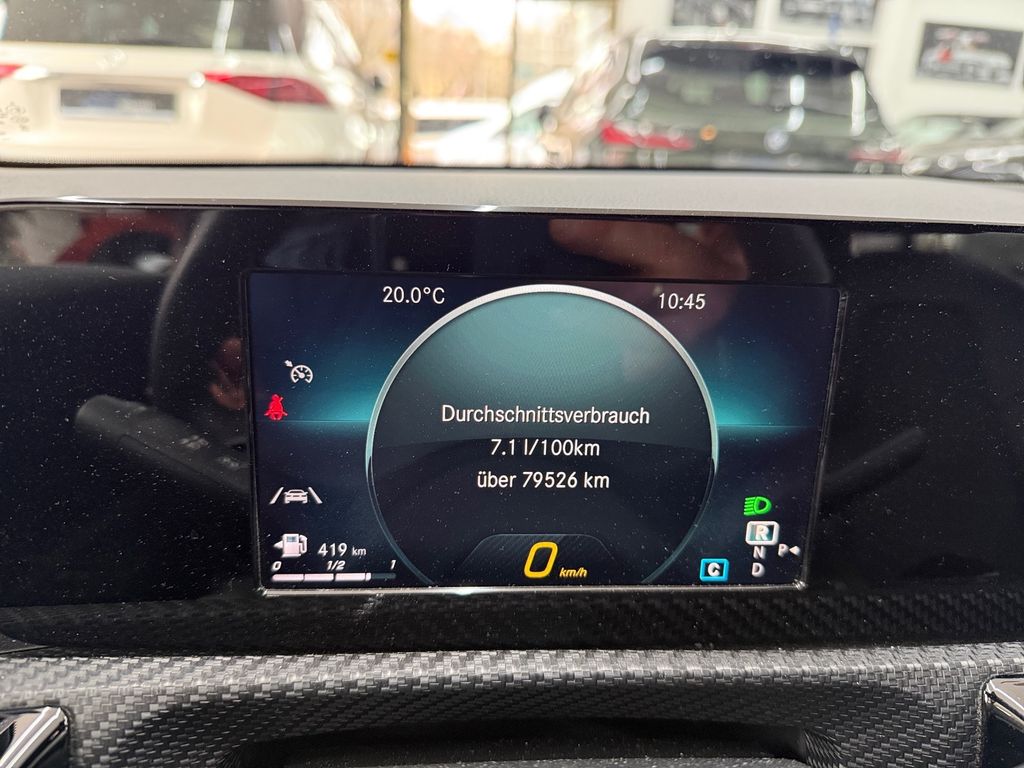 20.0°C
10:45
Durchschnittsverbrauch
7.1 l/100km
über 79526 km
419 km
0 1/2 1
0 km/h
C
R
N P
D